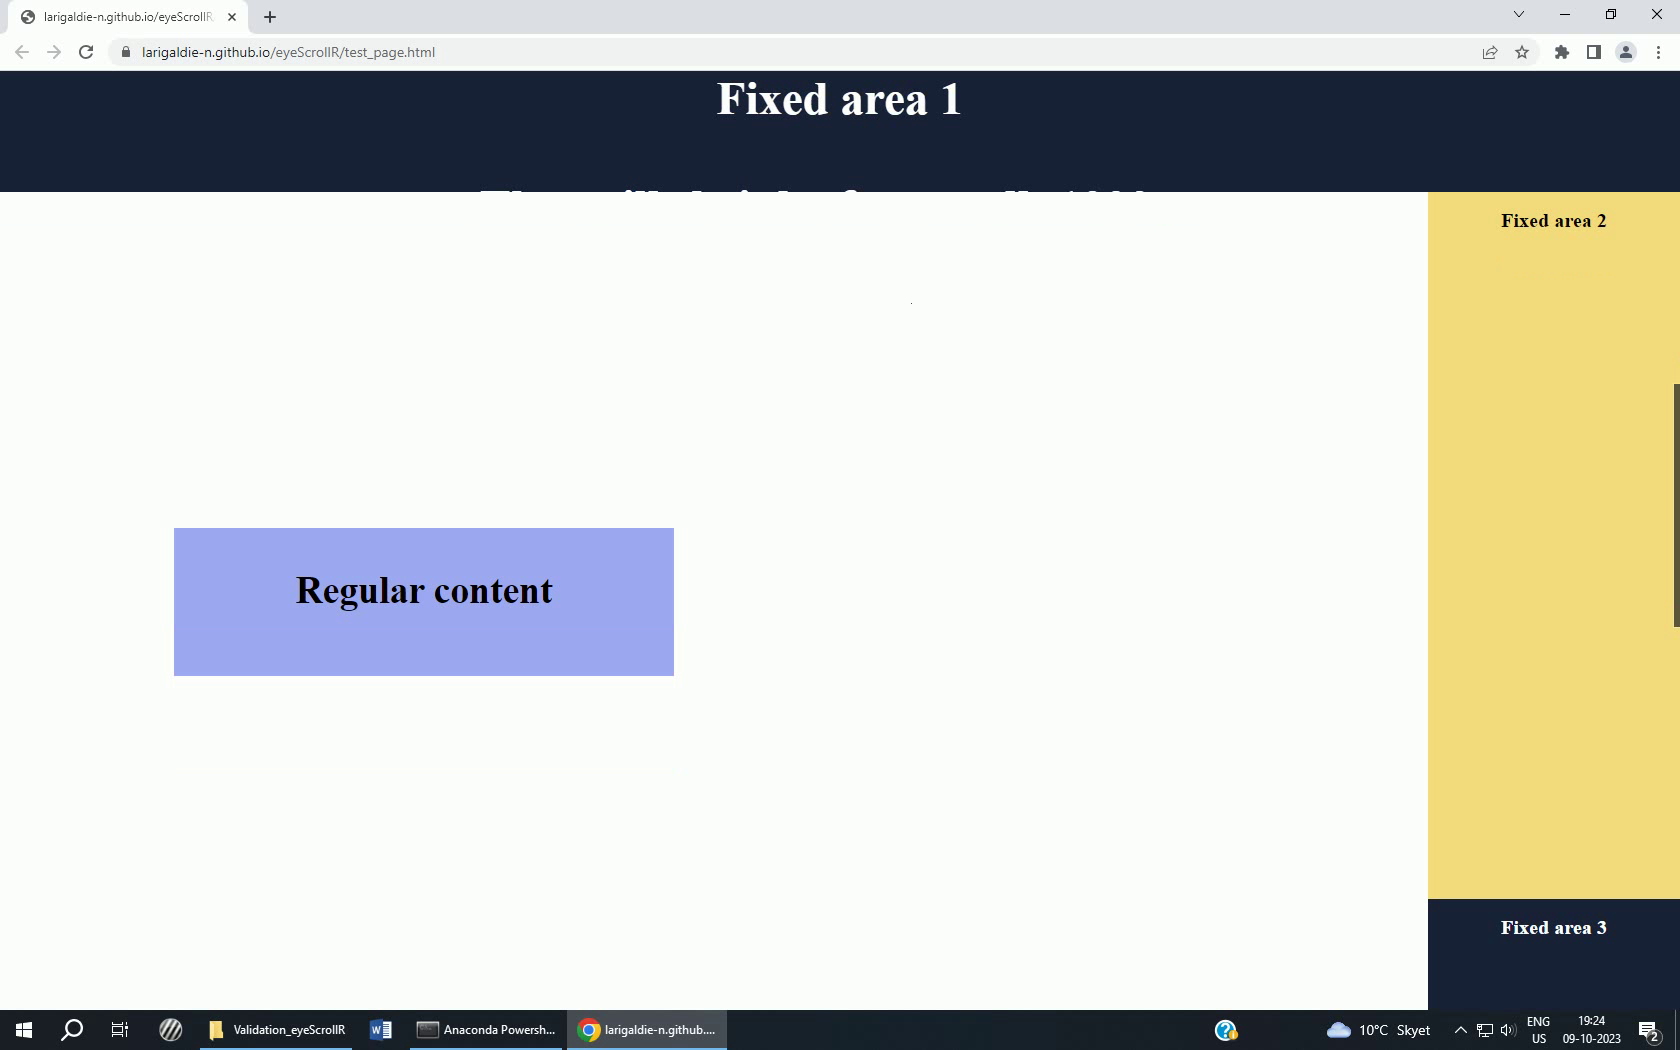 larigaldie-n.github.io/eyeScrollR
larigaldie-n.github.io/eyeScrollR/test_page.html
Fixed area 1
Fixed area 2
Regular content
Fixed area 3
Validation_eyeScrollR
Anaconda Powersh...
larigaldie-n.github....
10°C Skyet
ENG
US
19:24
09-10-2023
2